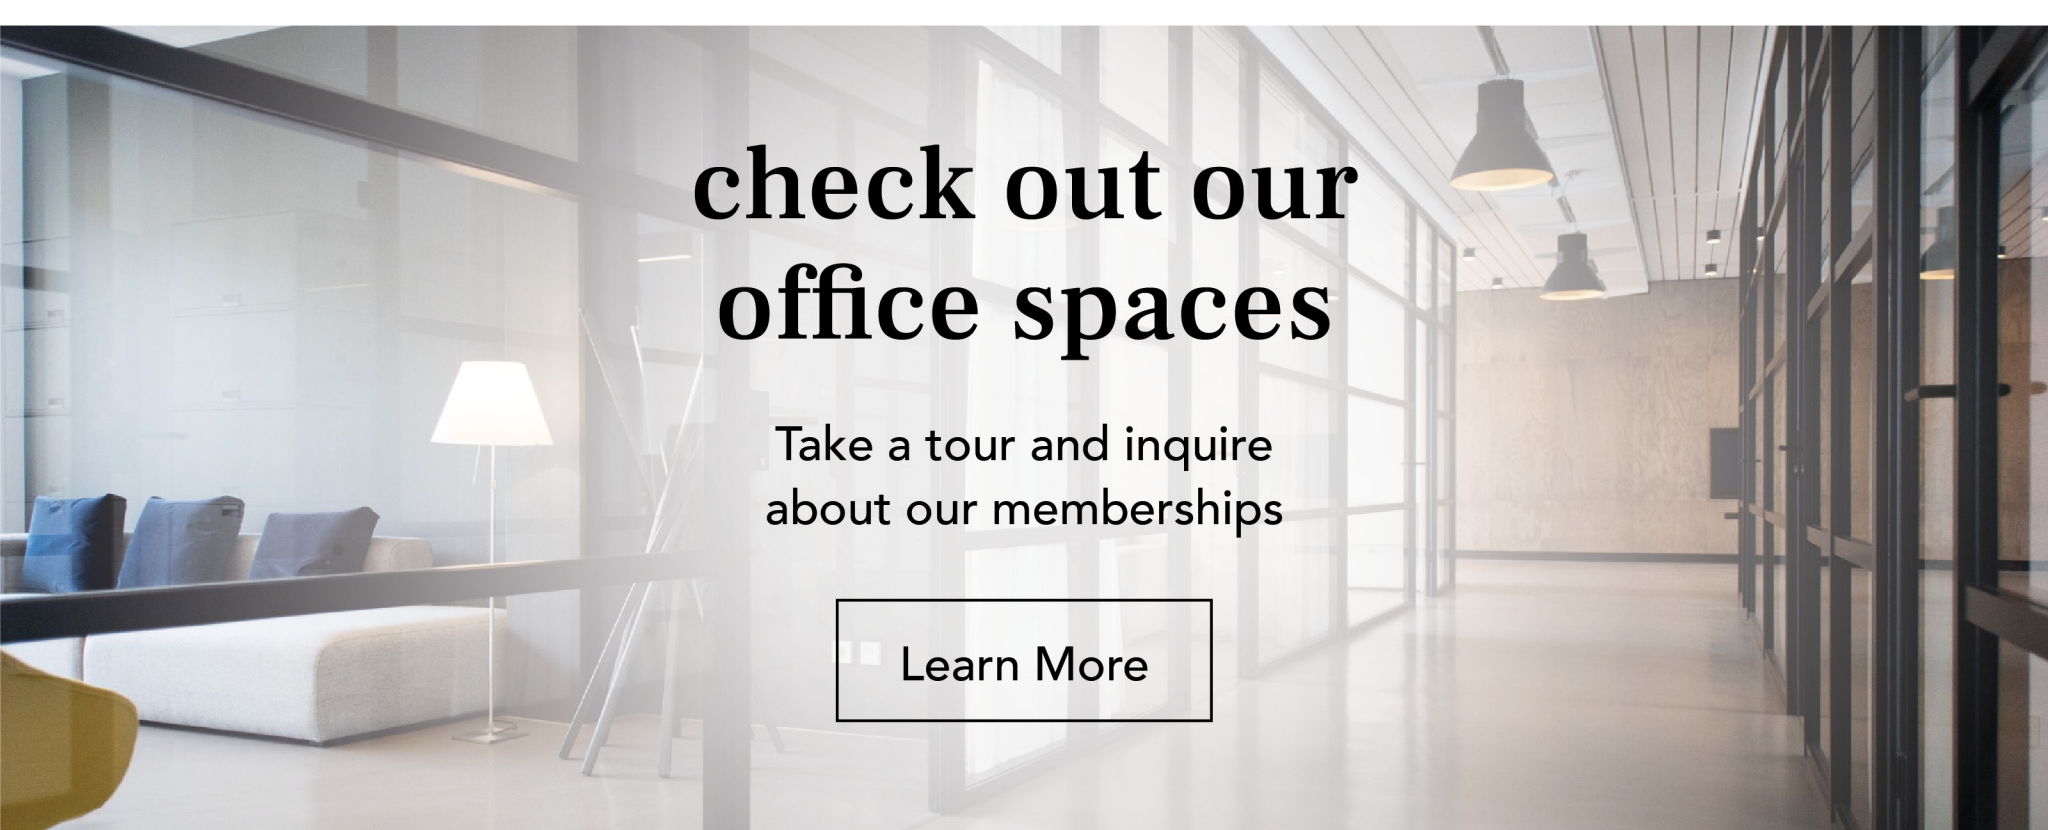 check out our
office spaces
Take a tour and inquire
about our memberships
Learn More